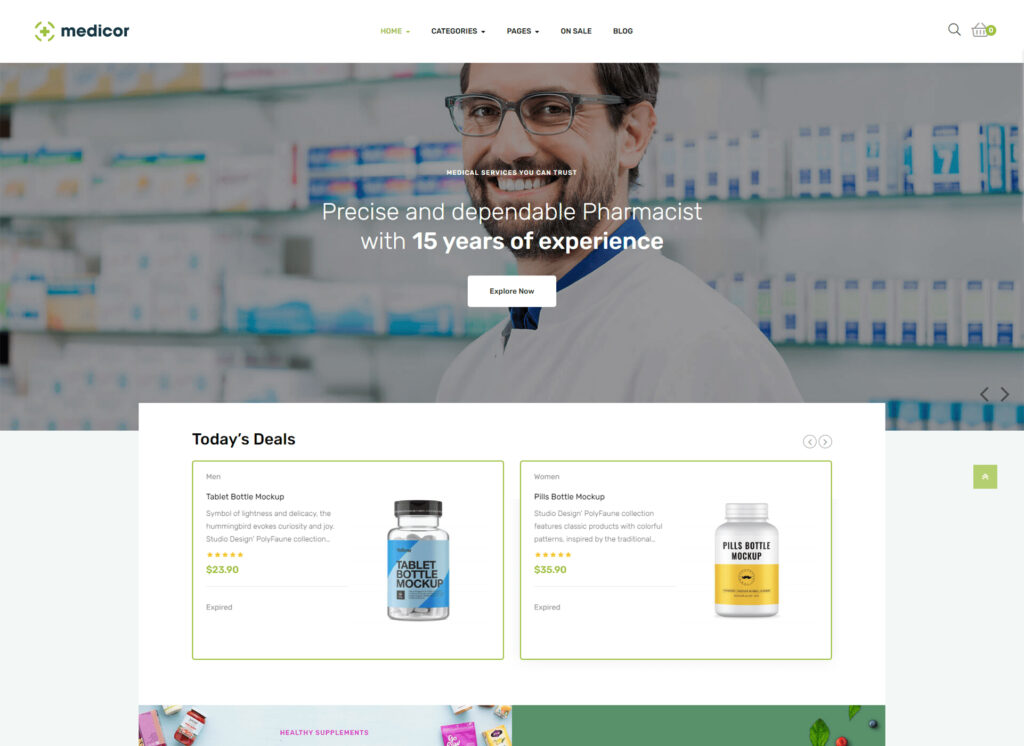 medicor
HOME
CATEGORIES
PAGES
ON SALE
BLOG
0
MEDICAL SERVICES YOU CAN TRUST
Precise and dependable Pharmacist
with 15 years of experience
Explore Now
Today's Deals
Men
Tablet Bottle Mockup
Symbol of lightness and delicacy, the
hummingbird evokes curiosity and joy.
Studio Design' PolyFaune collection...
$23.90
Expired
TABLET
BOTTLE
MOCKUP
Women
Pills Bottle Mockup
Studio Design' PolyFaune collection
features classic products with colorful
patterns, inspired by the traditional...
$35.90
Expired
PILLS BOTTLE
MOCKUP
HEALTHY SUPPLEMENTS